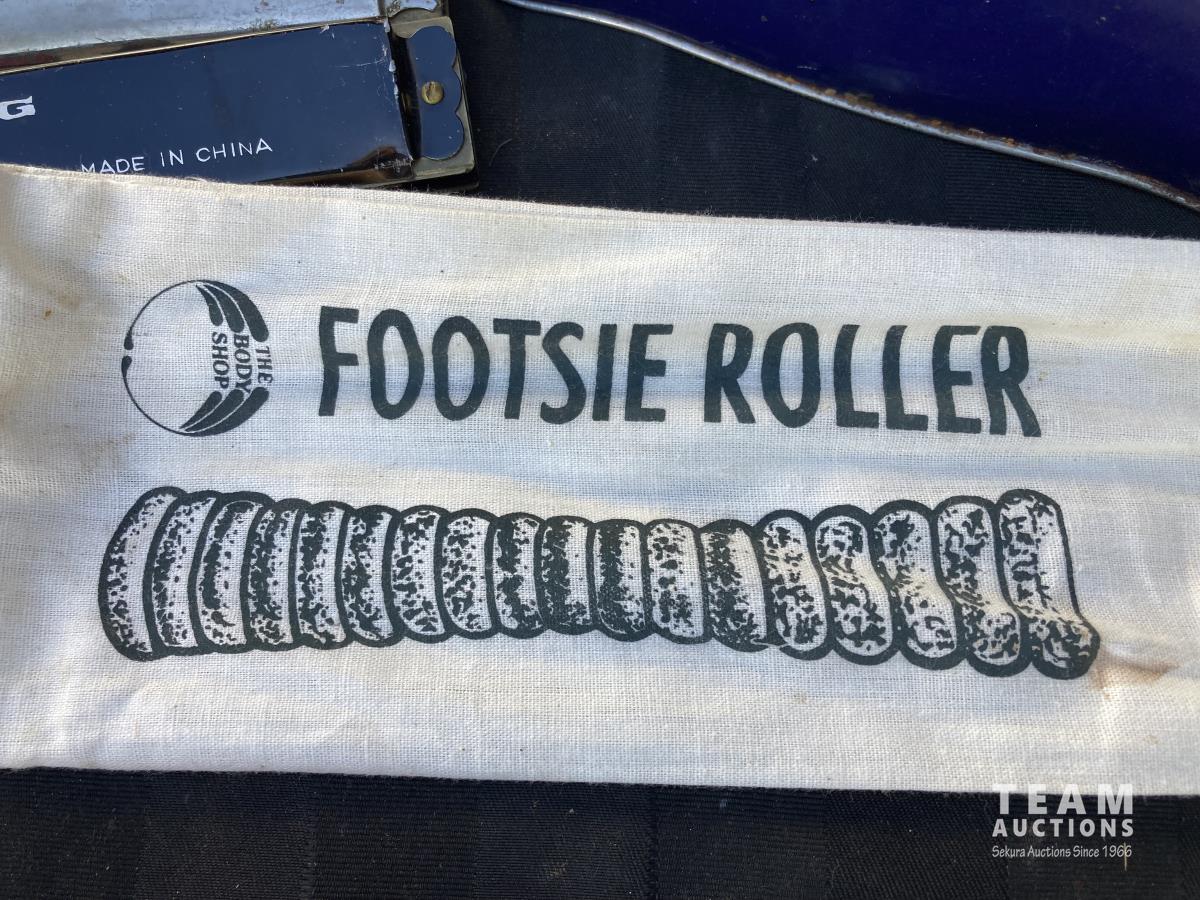 G
MADE IN CHINA
THE
BODY
SHOP
FOOTSIE ROLLER
TEAM
AUCTIONS
Sekura Auctions Since 1966